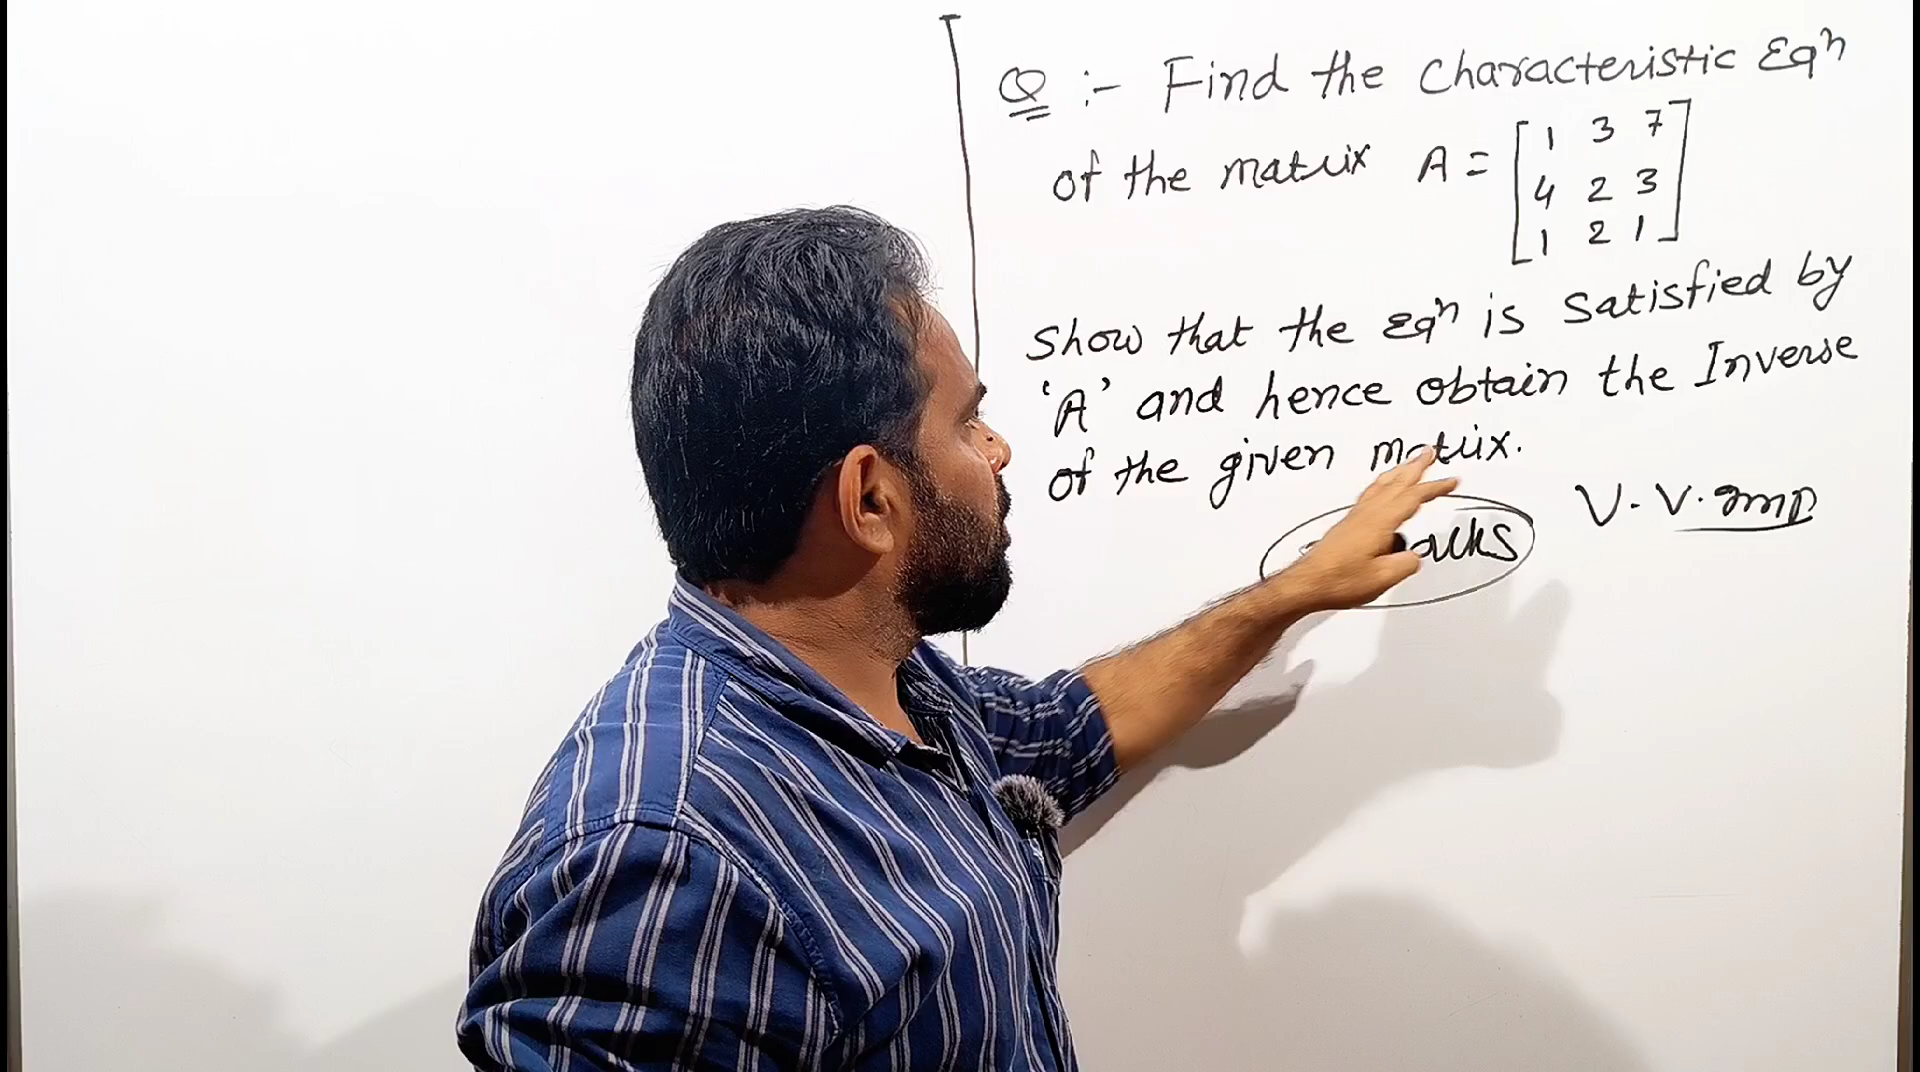 Q :- Find the Characteristic Eqⁿ
of the matrix A = [1 3 7
4 2 3
1 2 1]
Show that the Eqⁿ is Satisfied by
'A' and hence obtain the Inverse
of the given matrix.
V. V. Imp